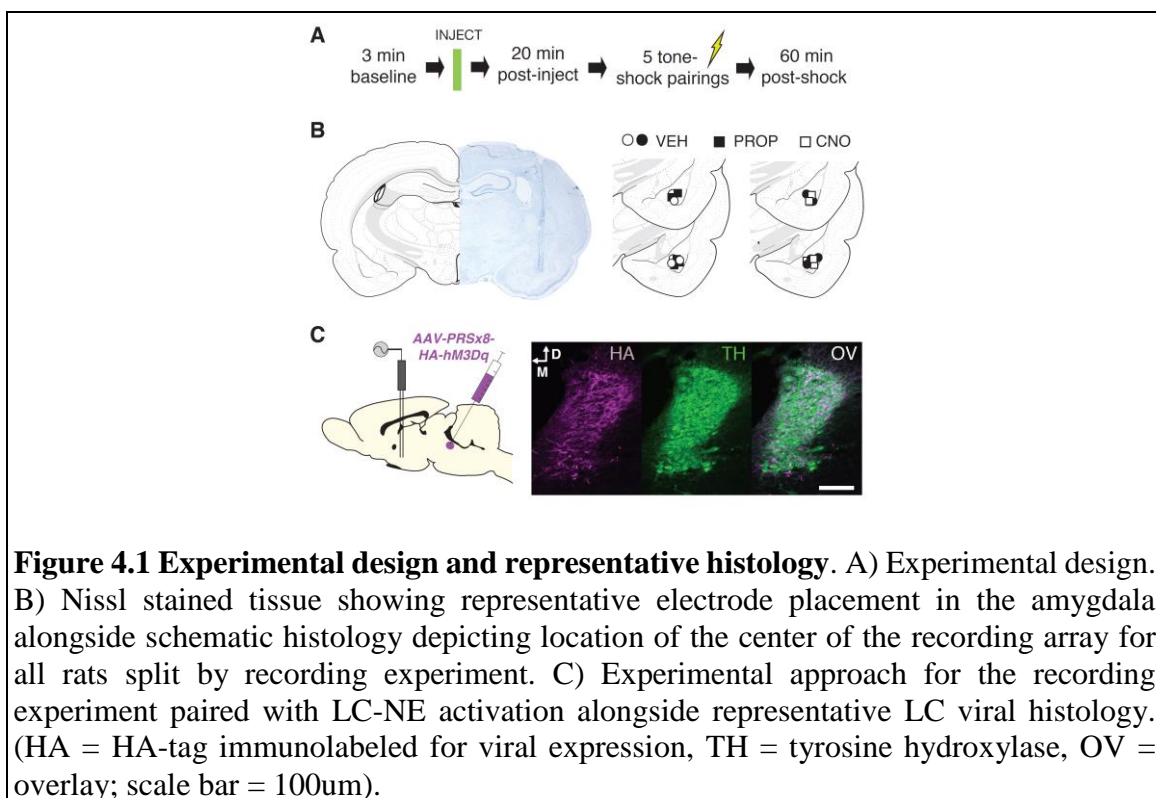 A
3 min
baseline
INJECT
20 min
post-inject
5 tone-
shock pairings
60 min
post-shock
B
VEH PROP CNO
C
AAV-PRSx8-
HA-hM3Dq
D
M
HA TH OV
Figure 4.1 Experimental design and representative histology. A) Experimental design.
B) Nissl stained tissue showing representative electrode placement in the amygdala
alongside schematic histology depicting location of the center of the recording array for
all rats split by recording experiment. C) Experimental approach for the recording
experiment paired with LC-NE activation alongside representative LC viral histology.
(HA = HA-tag immunolabeled for viral expression, TH = tyrosine hydroxylase, OV =
overlay; scale bar = 100um).